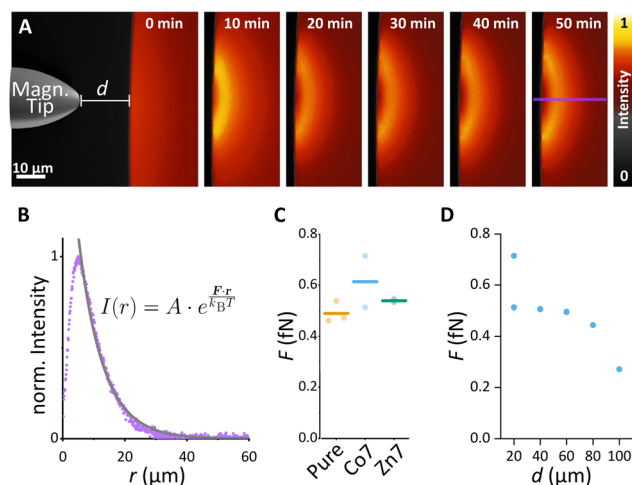 A
0 min
10 min
20 min
30 min
40 min
50 min
Magn.
Tip
d
10 µm
1
Intensity
0
B
1
norm. Intensity
I(r) = A · e^{F·r / k_B T}
0
20
40
60
r (µm)
C
0.8
0.6
0.4
0.2
0.0
F (fN)
Pure
Co7
Zn7
D
0.8
0.6
0.4
0.2
0.0
F (fN)
20
40
60
80
100
d (µm)